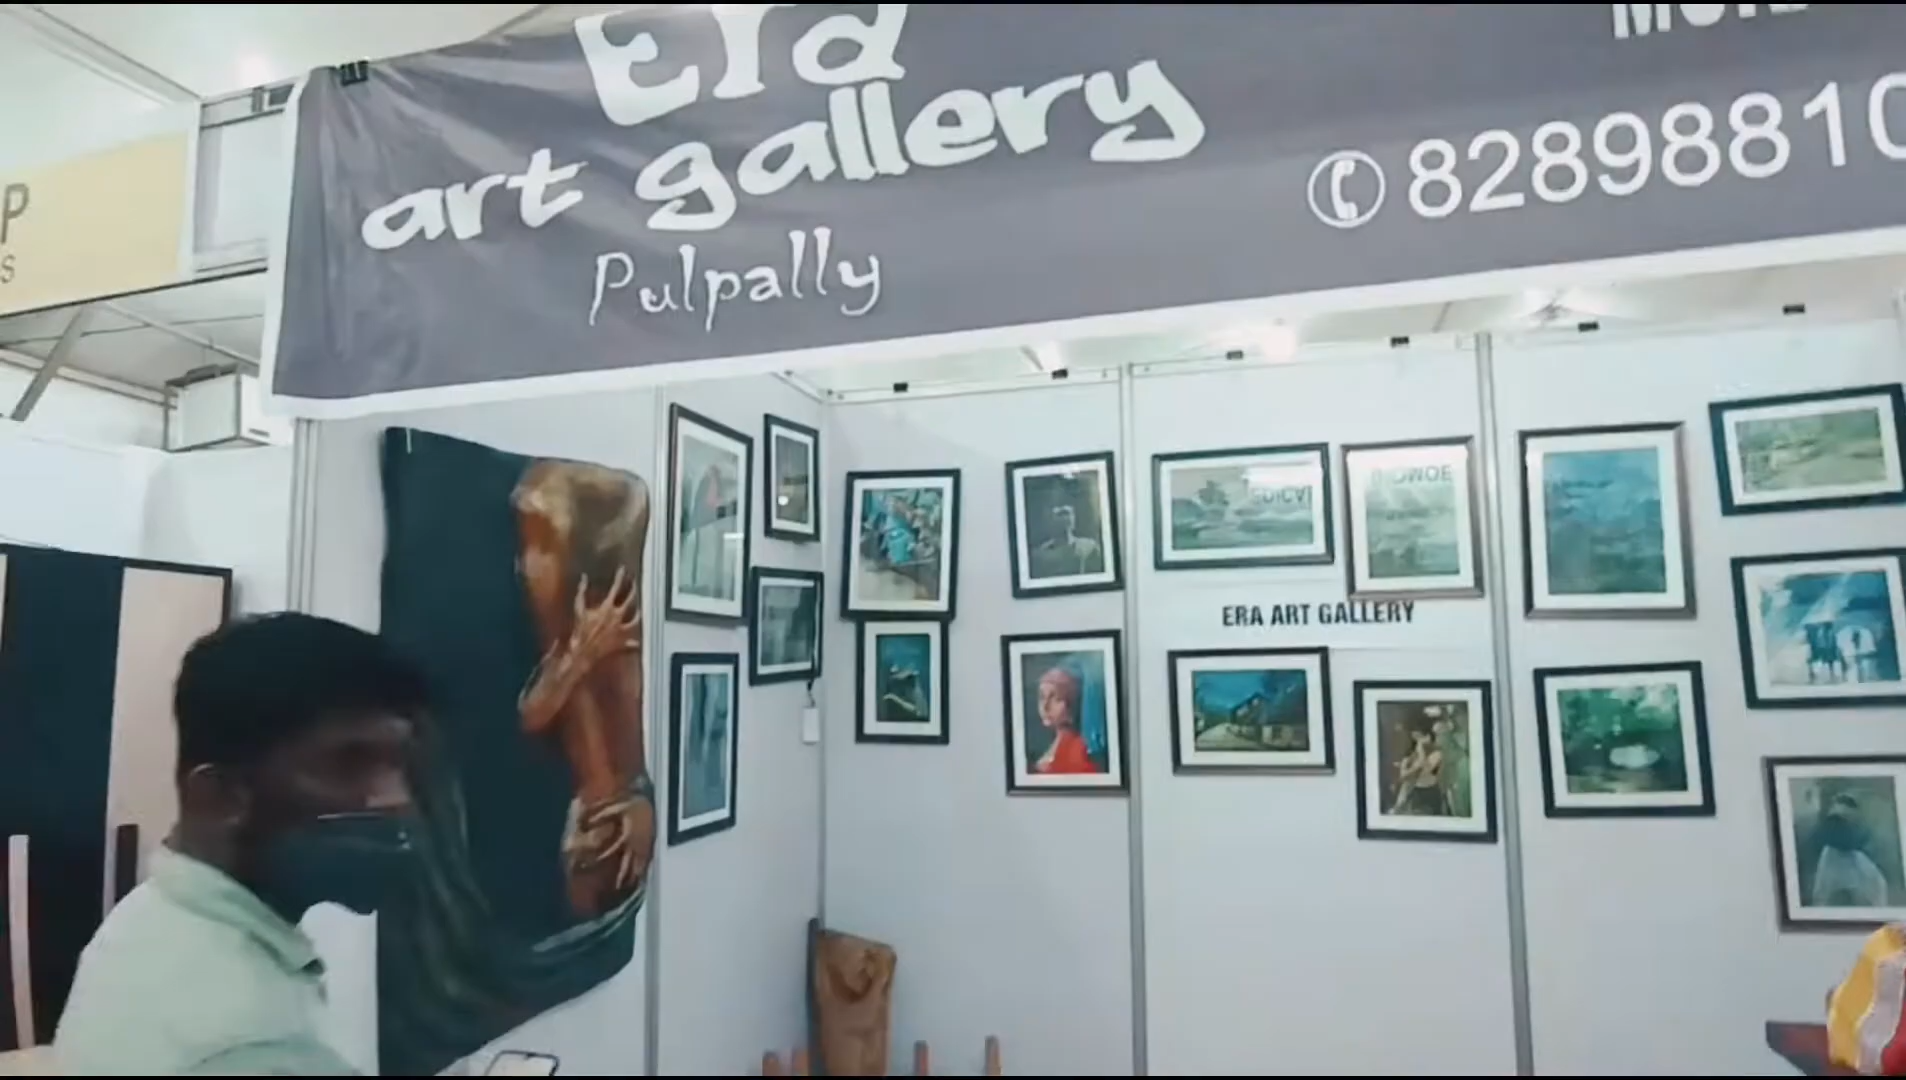 Era
art gallery
Pulpally
82898810
P
S
ERA ART GALLERY